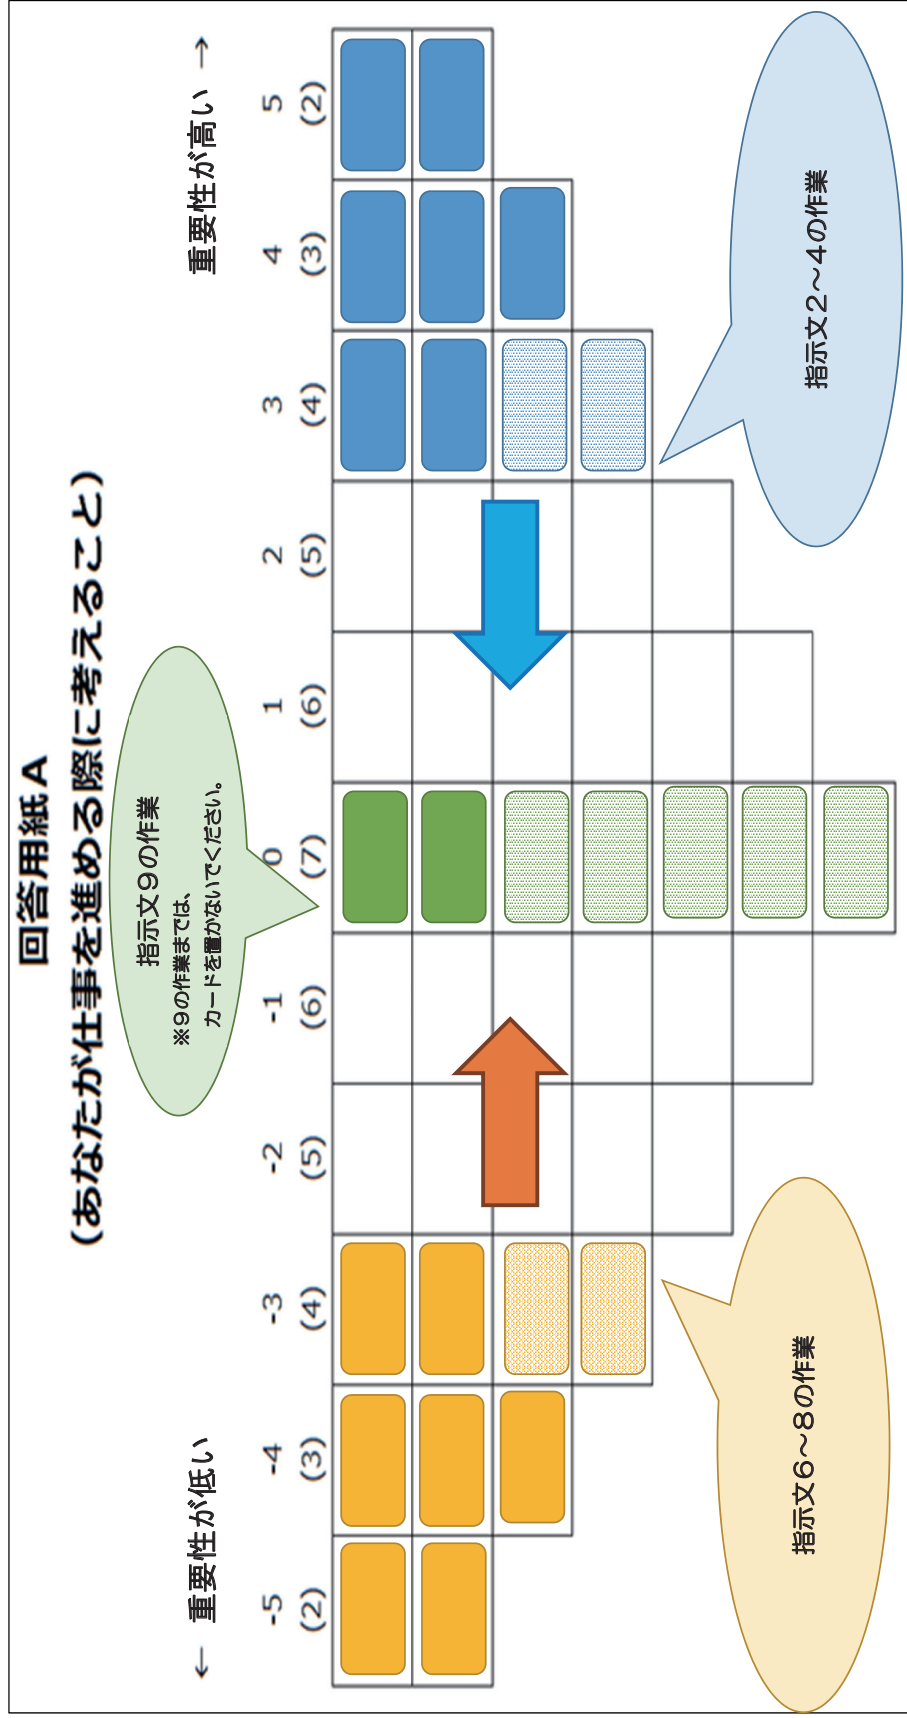 回答用紙A
(あなたが仕事を進める際に考えること)
← 重要性が低い
重要性が高い →
指示文9の作業
※9の作業までは、
カードを置かないでください。
-5 -4 -3 -2 -1 0 1 2 3 4 5
(2) (3) (4) (5) (6) (7) (6) (5) (4) (3) (2)
指示文6~8の作業
指示文2~4の作業